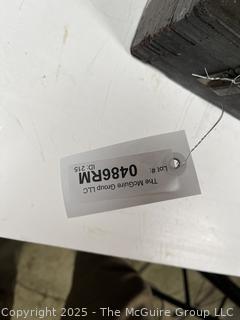 The McGuire Group LLC
Lot #:
0486RM
ID: 215
Copyright 2025 - The McGuire Group LLC